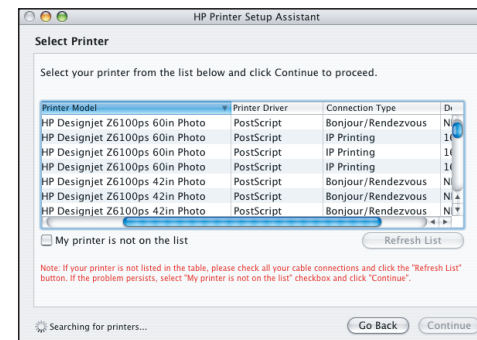 HP Printer Setup Assistant
Select Printer
Select your printer from the list below and click Continue to proceed.
Printer Model Printer Driver Connection Type
HP Designjet Z6100ps 60in Photo PostScript Bonjour/Rendezvous
HP Designjet Z6100ps 60in Photo PostScript IP Printing
HP Designjet Z6100ps 60in Photo PostScript IP Printing
HP Designjet Z6100ps 60in Photo PostScript IP Printing
HP Designjet Z6100ps 42in Photo PostScript Bonjour/Rendezvous
HP Designjet Z6100ps 42in Photo PostScript Bonjour/Rendezvous
HP Designjet Z6100ps 42in Photo PostScript Bonjour/Rendezvous
My printer is not on the list Refresh List
Note: If your printer is not listed in the table, please check all your cable connections and click the "Refresh List"
button. If the problem persists, select "My printer is not on the list" checkbox and click "Continue".
Searching for printers... Go Back Continue